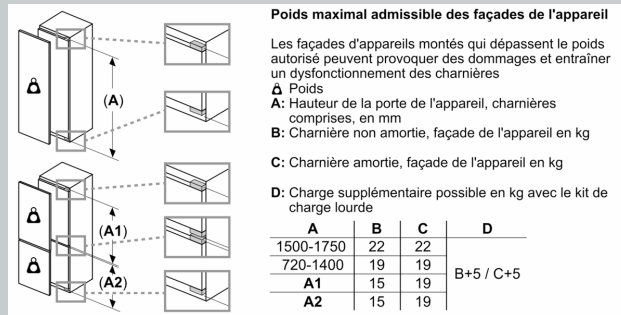 Poids maximal admissible des façades de l'appareil
Les façades d'appareils montés qui dépassent le poids
autorisé peuvent provoquer des dommages et entraîner
un dysfonctionnement des charnières
Poids
A: Hauteur de la porte de l'appareil, charnières
comprises, en mm
B: Charnière non amortie, façade de l'appareil en kg
C: Charnière amortie, façade de l'appareil en kg
D: Charge supplémentaire possible en kg avec le kit de
charge lourde
A B C D
1500-1750 22 22
720-1400 19 19
B+5 / C+5
A1 15 19
A2 15 19
(A)
(A1)
(A2)